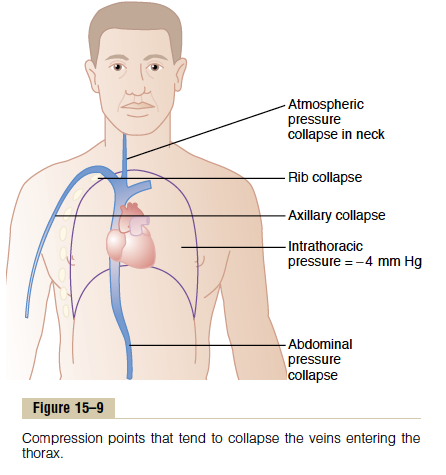 Atmospheric
pressure
collapse in neck
Rib collapse
Axillary collapse
Intrathoracic
pressure = −4 mm Hg
Abdominal
pressure
collapse
Figure 15–9
Compression points that tend to collapse the veins entering the
thorax.